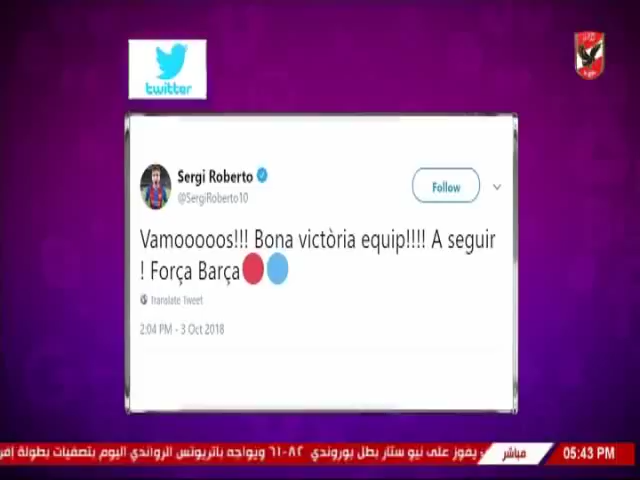 twitter
Sergi Roberto
@SergiRoberto10
Follow
Vamooooos!!! Bona victòria equip!!!! A seguir
! Força Barça
Translate Tweet
2:04 PM - 3 Oct 2018
يفوز على نيو ستار بطل بوروندي ٨٢-٦١ ويواجه باتريوتس الرواندي اليوم بتصفيات بطولة إفر
مباشر
05:43 PM